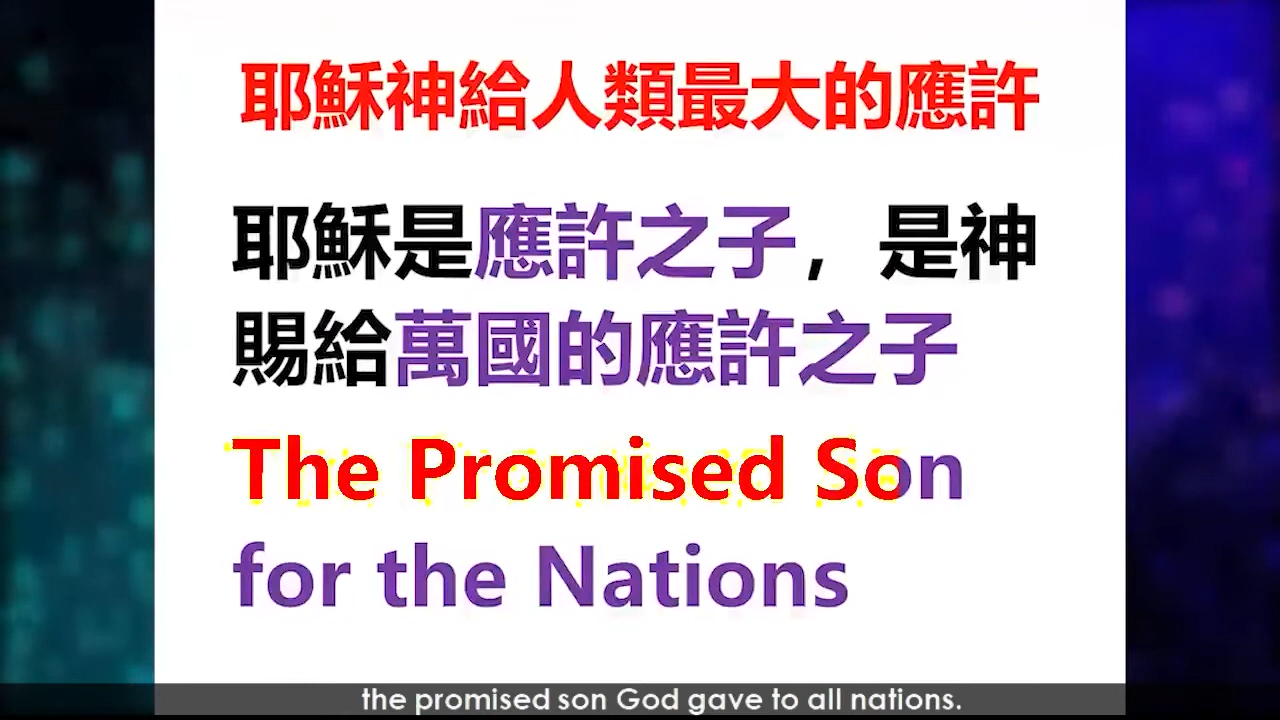 耶穌神給人類最大的應許
耶穌是應許之子，是神
賜給萬國的應許之子
The Promised Son
for the Nations
the promised son God gave to all nations.